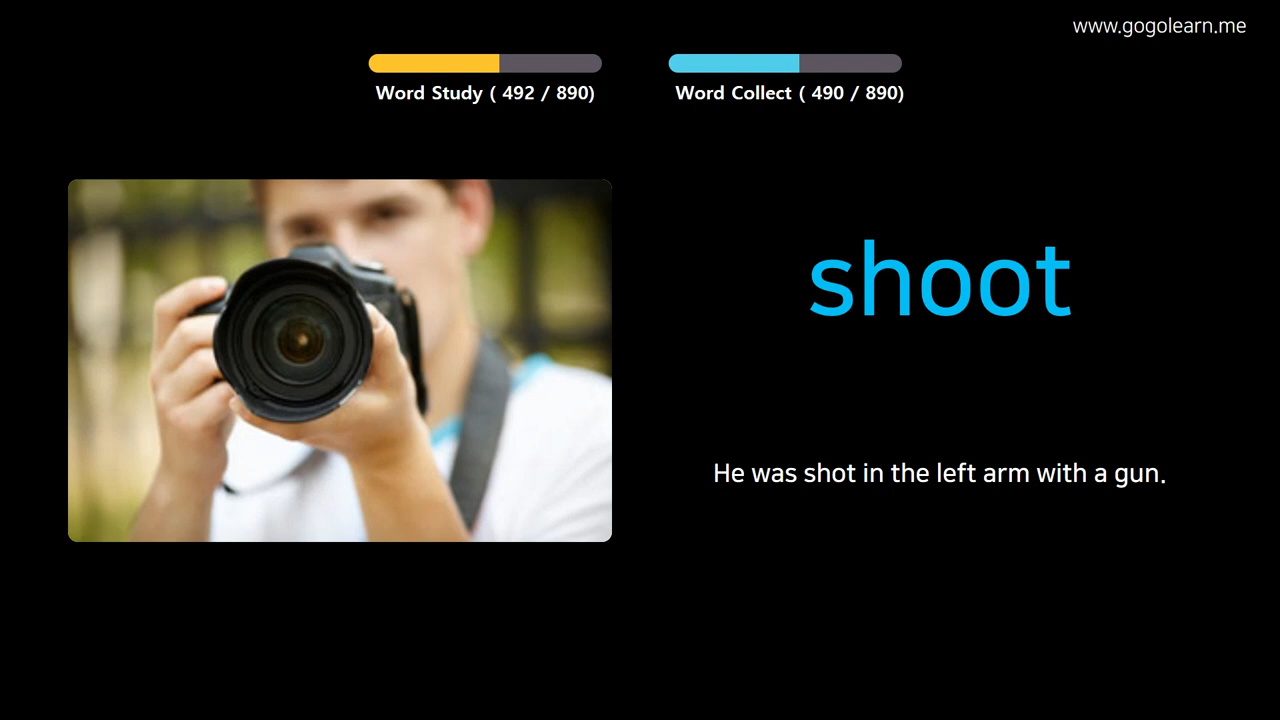 www.gogolearn.me
Word Study ( 492 / 890)
Word Collect ( 490 / 890)
shoot
He was shot in the left arm with a gun.